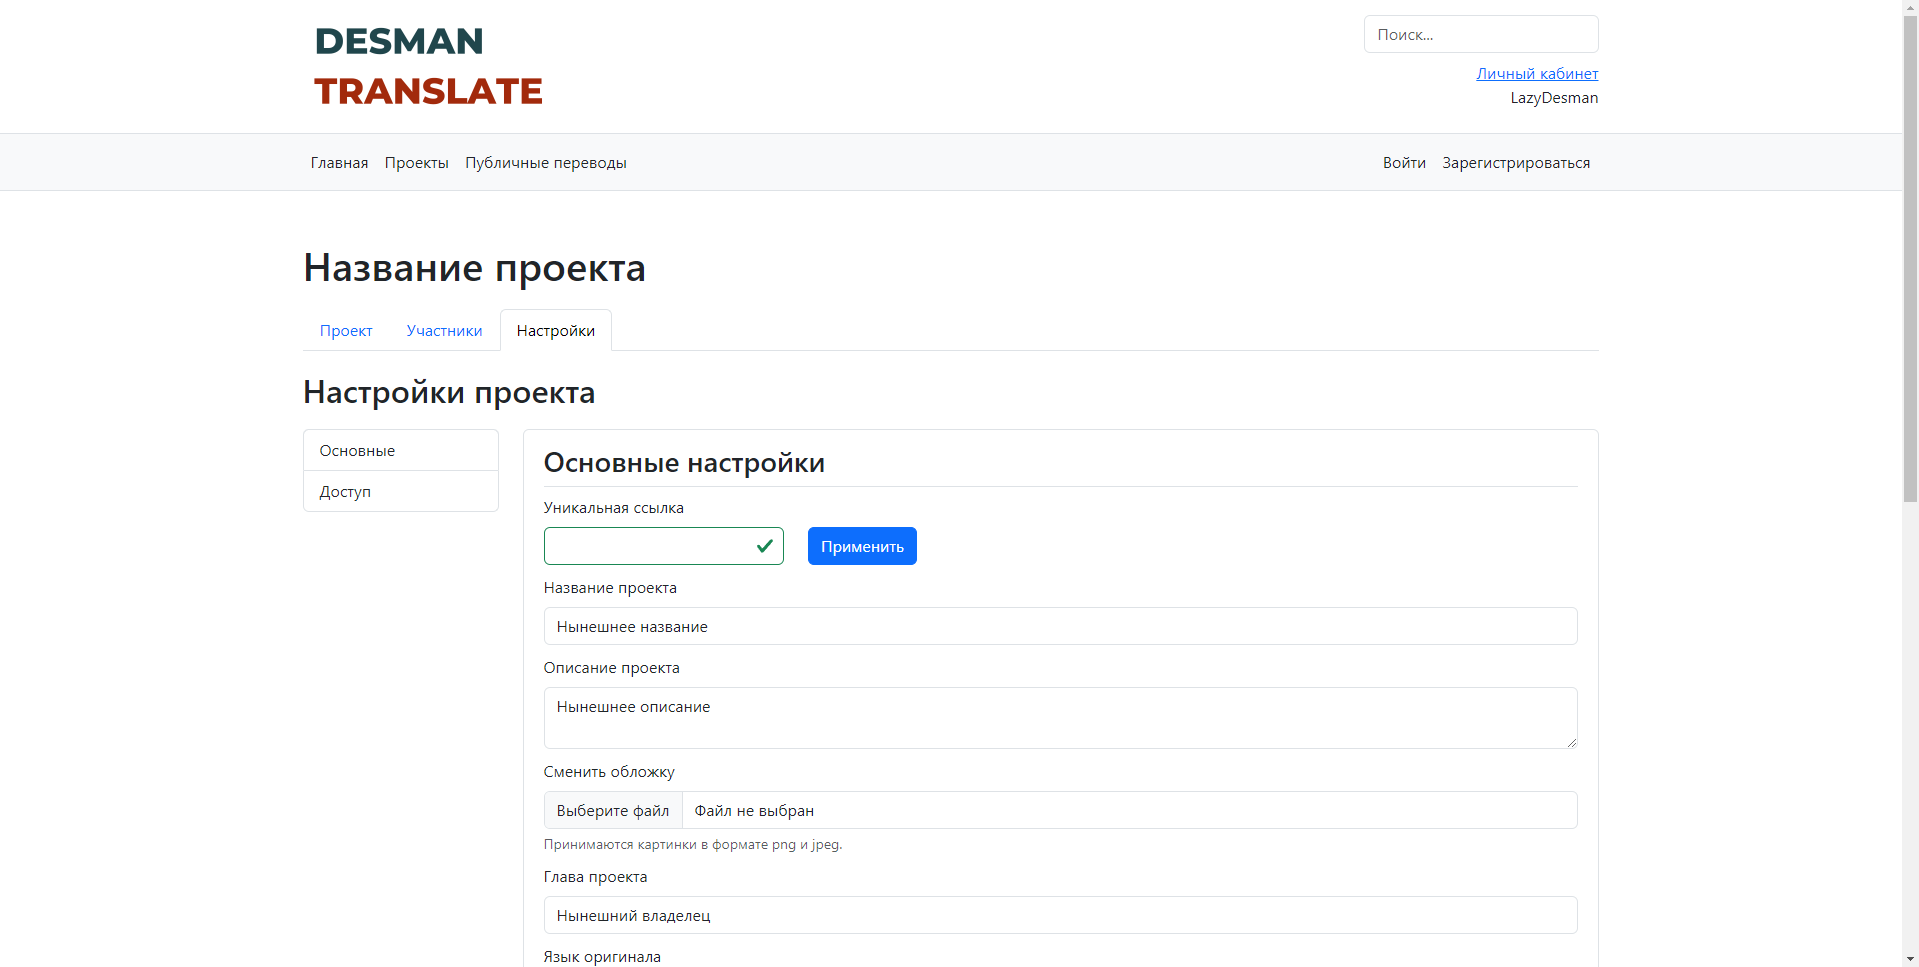 DESMAN
TRANSLATE
Поиск...
Личный кабинет
LazyDesman
Главная Проекты Публичные переводы Войти Зарегистрироваться
Название проекта
Проект Участники Настройки
Настройки проекта
Основные
Доступ
Основные настройки
Уникальная ссылка
Применить
Название проекта
Нынешнее название
Описание проекта
Нынешнее описание
Сменить обложку
Выберите файл Файл не выбран
Принимаются картинки в формате png и jpeg.
Глава проекта
Нынешний владелец
Язык оригинала